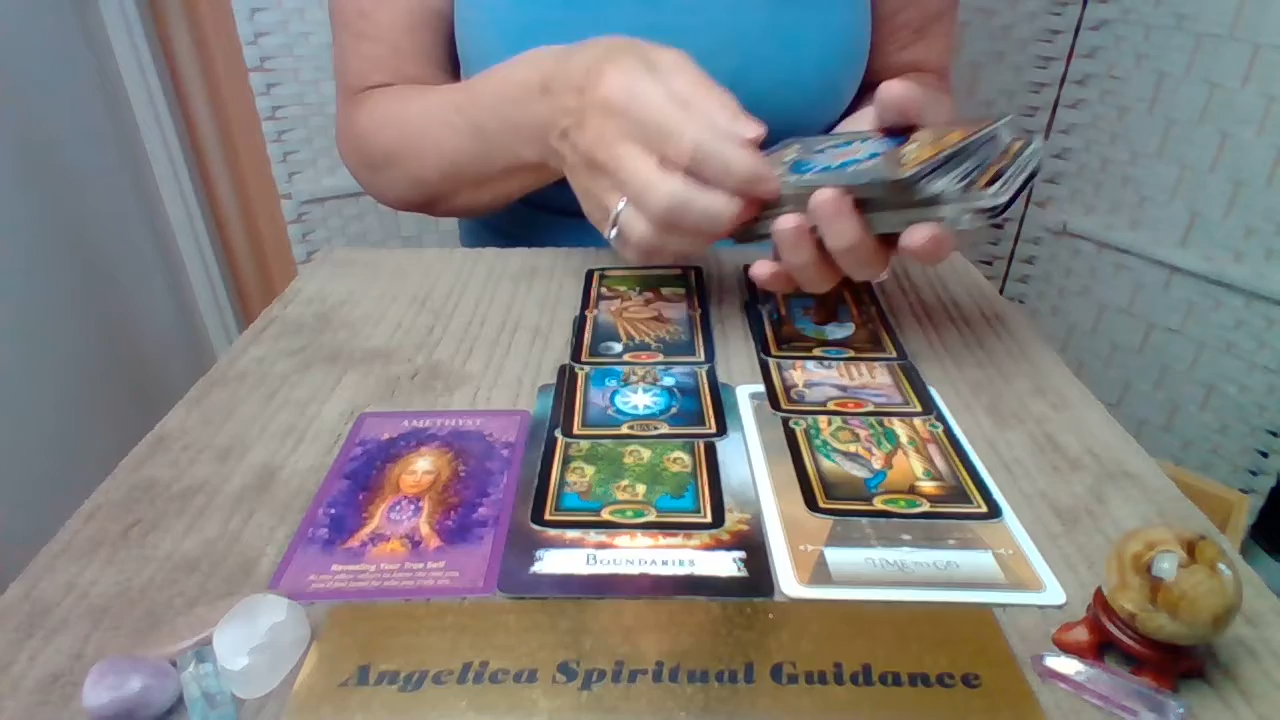 AMETHYST
Revealing Your True Self
BOUNDARIES
TIME TO GO
Angelica Spiritual Guidance